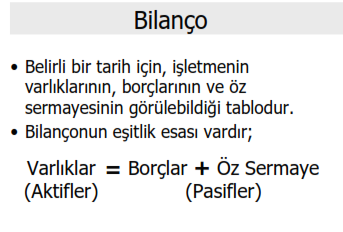 Bilanço
• Belirli bir tarih için, işletmenin
varlıklarının, borçlarının ve öz
sermayesinin görülebildiği tablodur.
• Bilançonun eşitlik esası vardır;
Varlıklar = Borçlar + Öz Sermaye
(Aktifler) (Pasifler)